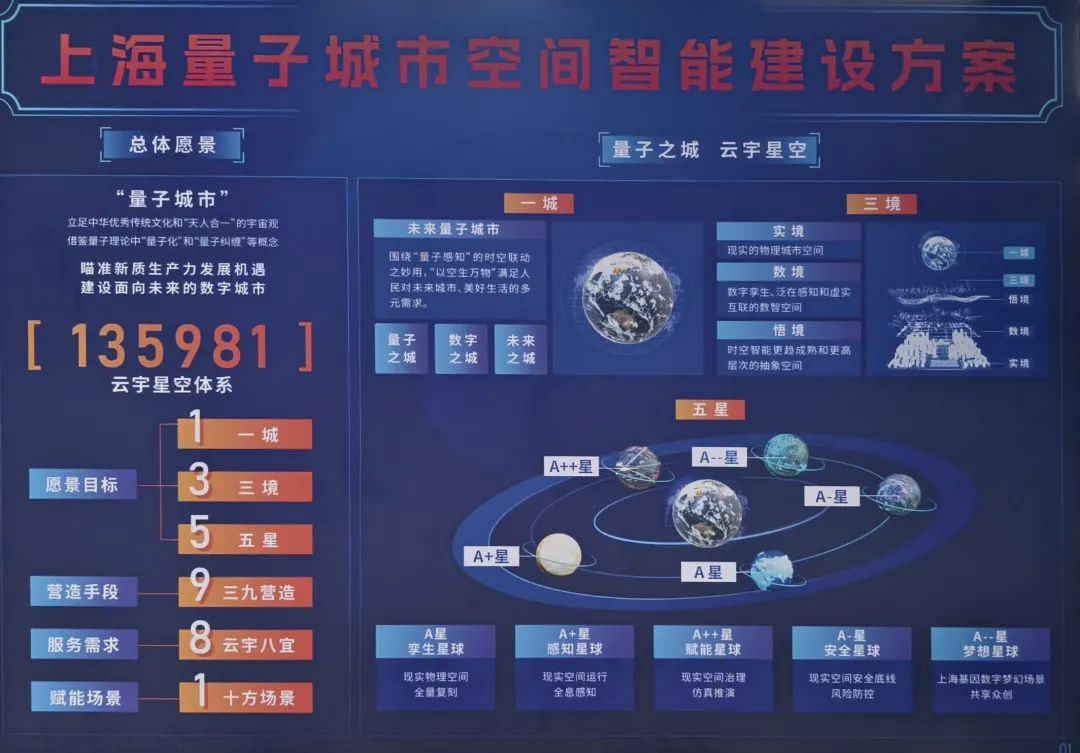 上海量子城市空间智能建设方案
总体愿景
“量子城市”
立足中华优秀传统文化和“天人合一”的宇宙观
借鉴量子理论中“量子化”和“量子纠缠”等概念
瞄准新质生产力发展机遇
建设面向未来的数字城市
[ 135981 ]
云宇星空体系
愿景目标
1 一城
3 三境
5 五星
营造手段
9 三九营造
服务需求
8 云宇八宜
赋能场景
1 十方场景
量子之城 云宇星空
一城
未来量子城市
围绕“量子感知”的时空联动
之妙用，“以空生万物”满足人
民对未来城市、美好生活的多
元需求。
量子
之城
数字
之城
未来
之城
三境
实境
现实的物理城市空间
数境
数字孪生、泛在感知和虚实
互联的数智空间
悟境
时空智能更趋成熟和更高
层次的抽象空间
一城
三境
悟境
数境
实境
五星
A++星
A--星
A-星
A+星
A星
A星
孪生星球
现实物理空间
全量复刻
A+星
感知星球
现实空间运行
全息感知
A++星
赋能星球
现实空间治理
仿真推演
A-星
安全星球
现实空间安全底线
风险防控
A--星
梦想星球
上海基因数字梦幻场景
共享众创
01